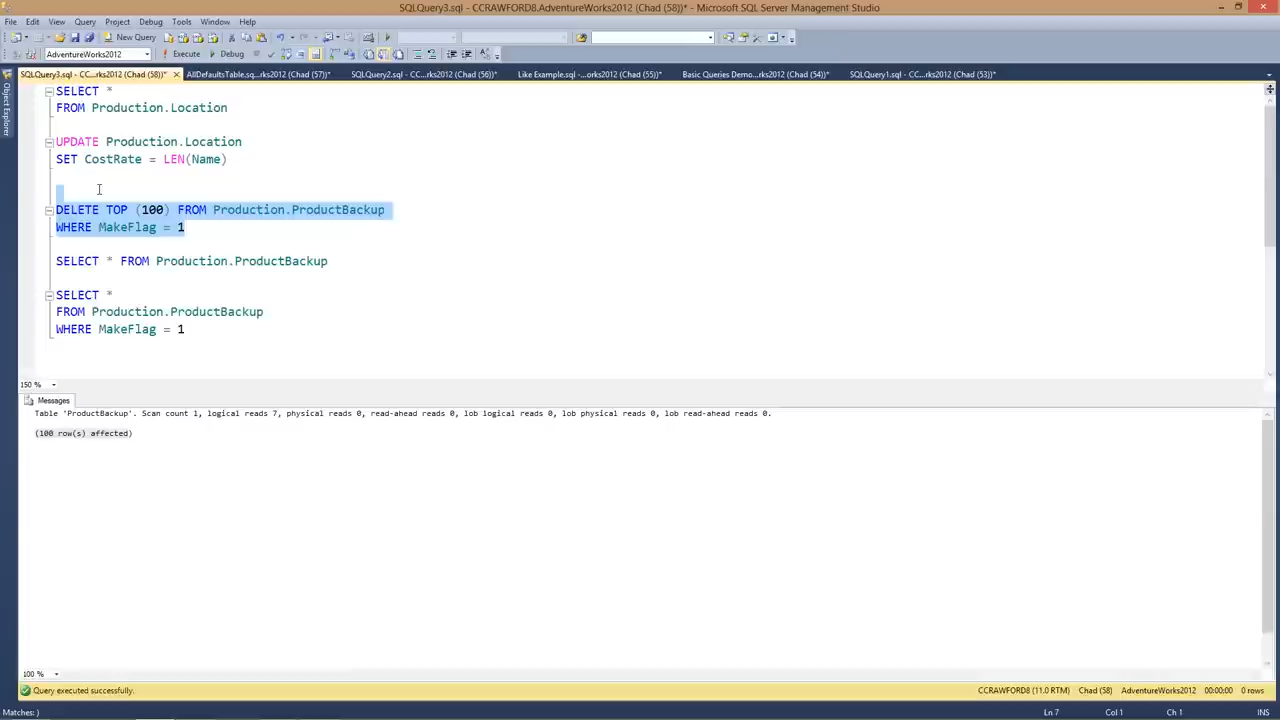 SQLQuery3.sql - CCRAWFORD8.AdventureWorks2012 (Chad (58))* - Microsoft SQL Server Management Studio
File Edit View Query Project Debug Tools Window Help
New Query
AdventureWorks2012 Execute Debug
SQLQuery3.sql - CC...rks2012 (Chad (58))* AllDefaultsTable.sq...rks2012 (Chad (57))* SQLQuery2.sql - CC...rks2012 (Chad (56))* Like Example.sql -...orks2012 (Chad (55))* Basic Queries Demo...rks2012 (Chad (54))* SQLQuery1.sql - CC...rks2012 (Chad (53))*
Object Explorer
SELECT *
FROM Production.Location
UPDATE Production.Location
SET CostRate = LEN(Name)
DELETE TOP (100) FROM Production.ProductBackup
WHERE MakeFlag = 1
SELECT * FROM Production.ProductBackup
SELECT *
FROM Production.ProductBackup
WHERE MakeFlag = 1
150 %
Messages
Table 'ProductBackup'. Scan count 1, logical reads 7, physical reads 0, read-ahead reads 0, lob logical reads 0, lob physical reads 0, lob read-ahead reads 0.
(100 row(s) affected)
100 %
Query executed successfully. CCRAWFORD8 (11.0 RTM) Chad (58) AdventureWorks2012 00:00:00 0 rows
Matches: } Ln 7 Col 1 Ch 1 INS